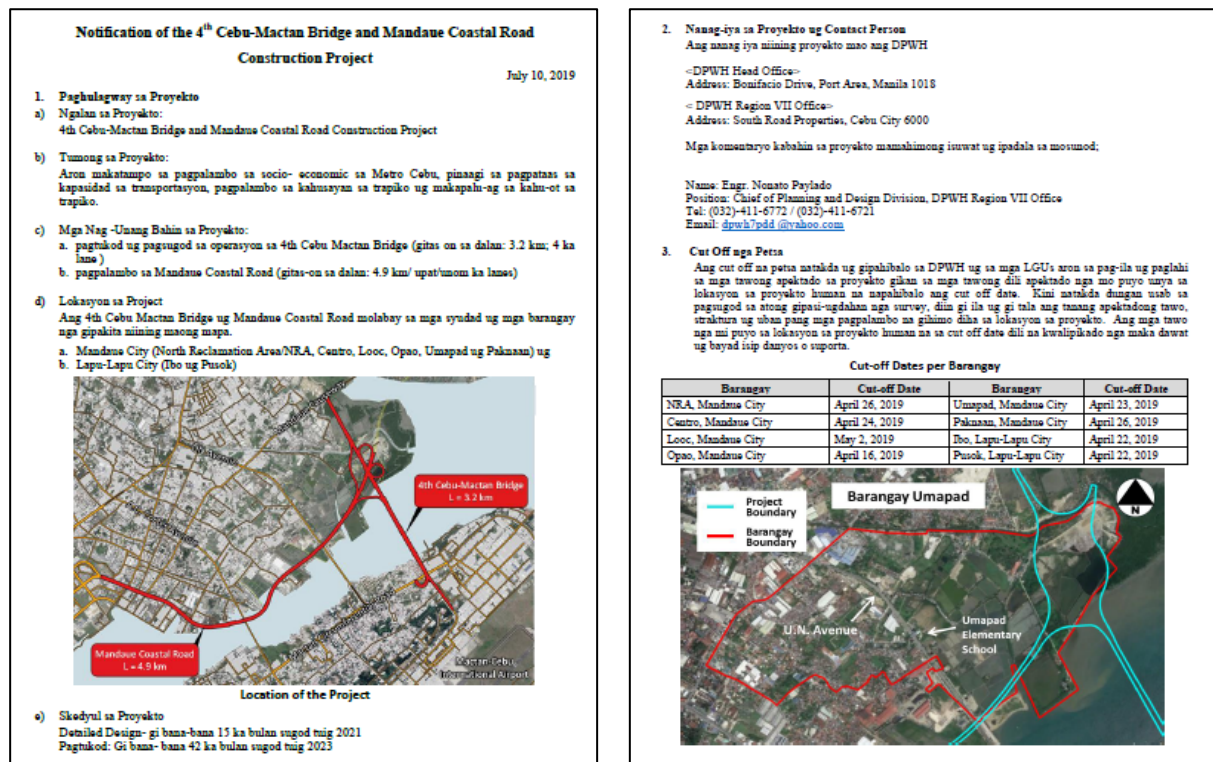 Notification of the 4th Cebu-Mactan Bridge and Mandaue Coastal Road
Construction Project
July 10, 2019
1. Paghulagway sa Proyekto
a) Ngalan sa Proyekto:
4th Cebu-Mactan Bridge and Mandaue Coastal Road Construction Project
b) Tumong sa Proyekto:
Aron makatampo sa pagpalambo sa socio- economic sa Metro Cebu, pinaagi sa pagpataas sa
kapasidad sa transportasyon, pagpalambo sa kahusayan sa trapiko ug makapahu-ag sa kahu-ot sa
trapiko.
c) Mga Nag -Unang Bahin sa Proyekto:
a. pagtukod ug pagsugod sa operasyon sa 4th Cebu Mactan Bridge (gitas on sa dalan: 3.2 km; 4 ka
lane )
b. pagpalambo sa Mandaue Coastal Road (gitas-on sa dalan: 4.9 km/ upat/unom ka lanes)
d) Lokasyon sa Project
Ang 4th Cebu Mactan Bridge ug Mandaue Coastal Road molabay sa mga syudad ug mga barangay
nga gipakita niining maong mapa.
a. Mandaue City (North Reclamation Area/NRA, Centro, Looc, Opao, Umapad ug Paknaan) ug
b. Lapu-Lapu City (Ibo ug Pusok)
4th Cebu-Mactan Bridge
L = 3.2 km
Mandaue Coastal Road
L = 4.9 km
Mactan-Cebu
International Airport
Location of the Project
e) Skedyul sa Proyekto
Detailed Design- gi bana-bana 15 ka bulan sugod tuig 2021
Pagtukod: Gi bana- bana 42 ka bulan sugod tuig 2023
2. Nanag-iya sa Proyekto ug Contact Person
Ang nanag iya niining proyekto mao ang DPWH
<DPWH Head Office>
Address: Bonifacio Drive, Port Area, Manila 1018
< DPWH Region VII Office>
Address: South Road Properties, Cebu City 6000
Mga komentaryo kabahin sa proyekto mamahimong isuwat ug ipadala sa mosunod;
Name: Engr. Nonato Paylado
Position: Chief of Planning and Design Division, DPWH Region VII Office
Tel: (032)-411-6772 / (032)-411-6721
Email: dpwh7pdd @yahoo.com
3. Cut Off nga Petsa
Ang cut off na petsa natakda ug gipahibalo sa DPWH ug sa mga LGUs aron sa pag-ila ug paglahi
sa mga tawong apektado sa proyekto gikan sa mga tawong dili apektado nga mo puyo unya sa
lokasyon sa proyekto human na napahibalo ang cut off date. Kini natakda dungan usab sa
pagsugod sa atong gipasi-ugdahan nga survey, diin gi ila ug gi tala ang tanang apektadong tawo,
straktura ug uban pang mga pagpalambo na gihimo diha sa lokasyon sa proyekto. Ang mga tawo
nga mi puyo sa lokasyon sa proyekto human na sa cut off date dili na kwalipikado nga maka dawat
ug bayad isip danyos o suporta.
Cut-off Dates per Barangay
Barangay Cut-off Date Barangay Cut-off Date
NRA, Mandaue City April 26, 2019 Umapad, Mandaue City April 23, 2019
Centro, Mandaue City April 24, 2019 Paknaan, Mandaue City April 26, 2019
Looc, Mandaue City May 2, 2019 Ibo, Lapu-Lapu City April 22, 2019
Opao, Mandaue City April 16, 2019 Pusok, Lapu-Lapu City April 22, 2019
Project
Boundary
Barangay
Boundary
Barangay Umapad
N
U.N. Avenue
Umapad
Elementary
School